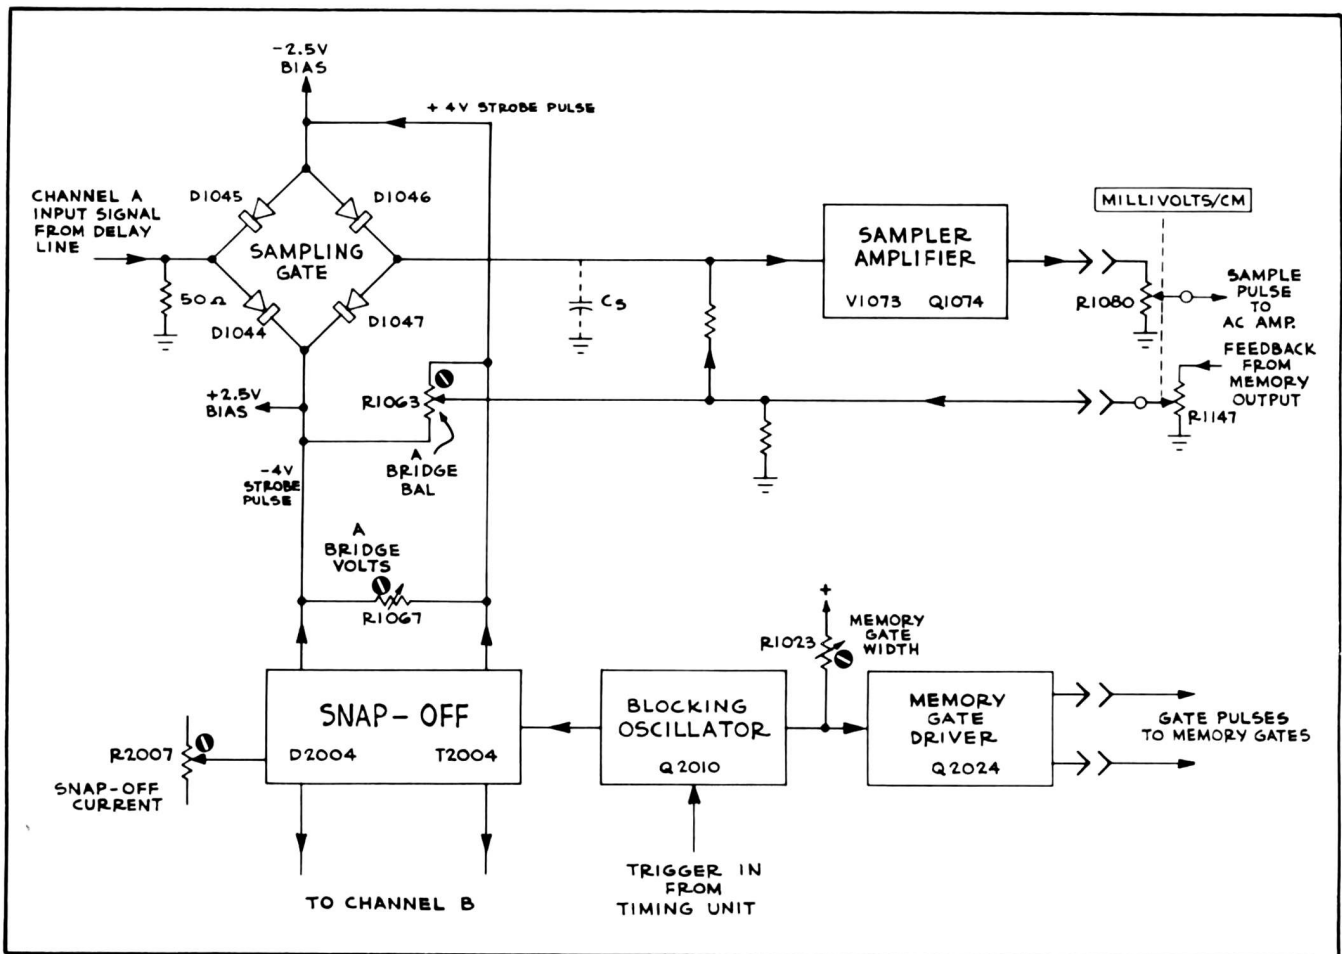 -2.5V
BIAS
+ 4V STROBE PULSE
CHANNEL A
INPUT SIGNAL
FROM DELAY
LINE
D1045
D1046
SAMPLING
GATE
50Ω
D1044
D1047
Cs
SAMPLER
AMPLIFIER
V1073 Q1074
MILLIVOLTS/CM
R1080
SAMPLE
PULSE
TO
AC AMP.
FEEDBACK
FROM
MEMORY
OUTPUT
R1147
+2.5V
BIAS
R1063
A
BRIDGE
BAL
-4V
STROBE
PULSE
A
BRIDGE
VOLTS
R1067
+
R1023
MEMORY
GATE
WIDTH
SNAP-OFF
D2004 T2004
BLOCKING
OSCILLATOR
Q2010
MEMORY
GATE
DRIVER
Q2024
GATE PULSES
TO MEMORY GATES
R2007
SNAP-OFF
CURRENT
TO CHANNEL B
TRIGGER IN
FROM
TIMING UNIT